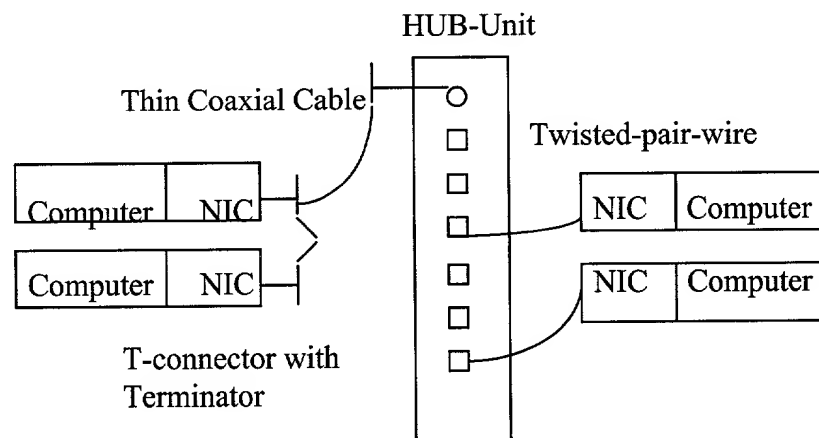 HUB-Unit
Thin Coaxial Cable
Twisted-pair-wire
Computer NIC
NIC Computer
Computer NIC
NIC Computer
T-connector with
Terminator